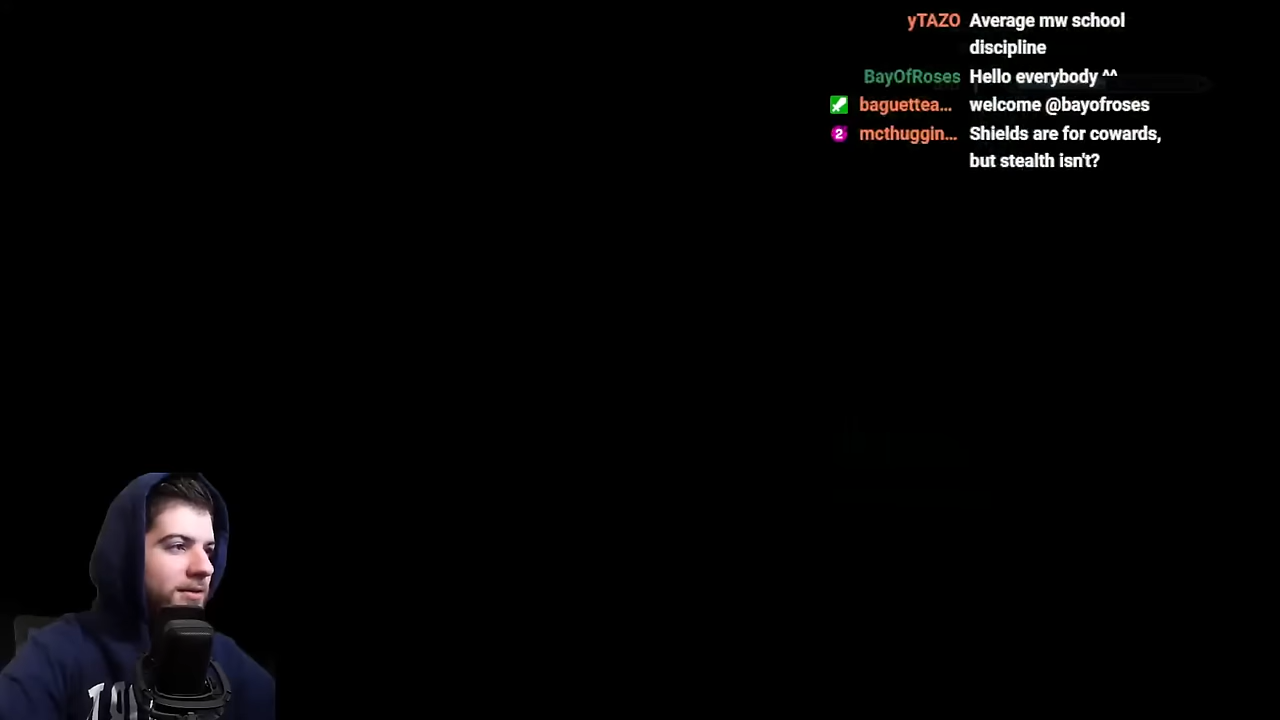 yTAZO Average mw school
discipline
BayOfRoses Hello everybody ^^
baguettea... welcome @bayofroses
2 mcthuggin... Shields are for cowards,
but stealth isn't?